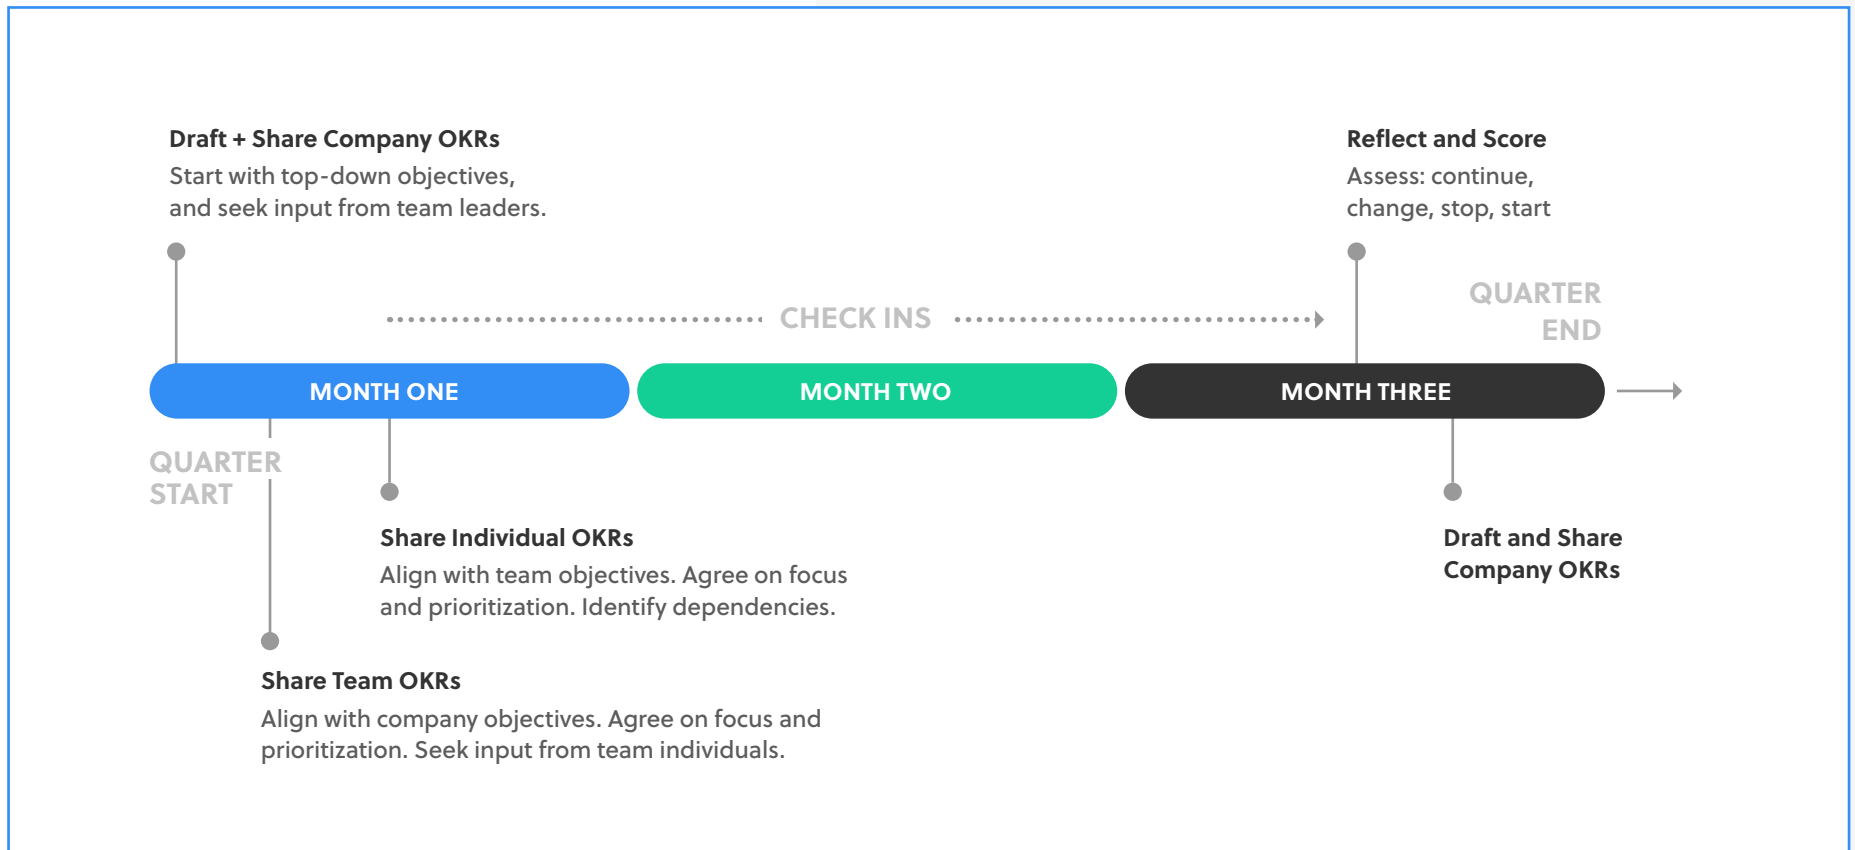 Draft + Share Company OKRs
Start with top-down objectives,
and seek input from team leaders.
Reflect and Score
Assess: continue,
change, stop, start
CHECK INS
QUARTER
END
MONTH ONE
MONTH TWO
MONTH THREE
QUARTER
START
Share Individual OKRs
Align with team objectives. Agree on focus
and prioritization. Identify dependencies.
Draft and Share
Company OKRs
Share Team OKRs
Align with company objectives. Agree on focus and
prioritization. Seek input from team individuals.